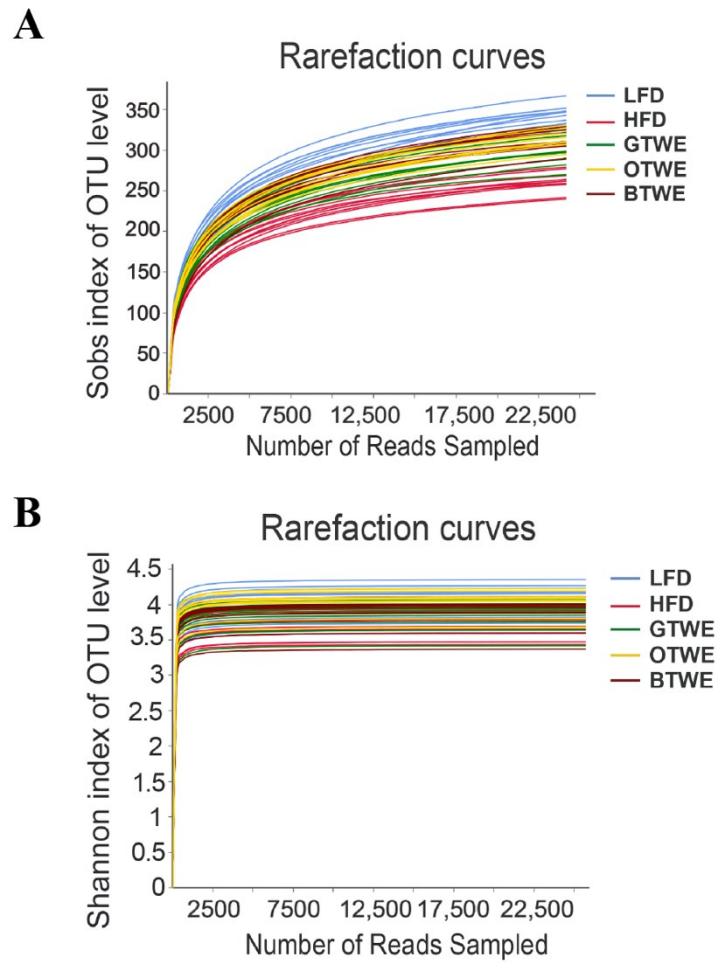 A
Rarefaction curves
Sobs index of OTU level
350
300
250
200
150
100
50
0
2500 7500 12,500 17,500 22,500
Number of Reads Sampled
LFD
HFD
GTWE
OTWE
BTWE
B
Rarefaction curves
Shannon index of OTU level
4.5
4
3.5
3
2.5
2
1.5
1
0.5
0
2500 7500 12,500 17,500 22,500
Number of Reads Sampled
LFD
HFD
GTWE
OTWE
BTWE